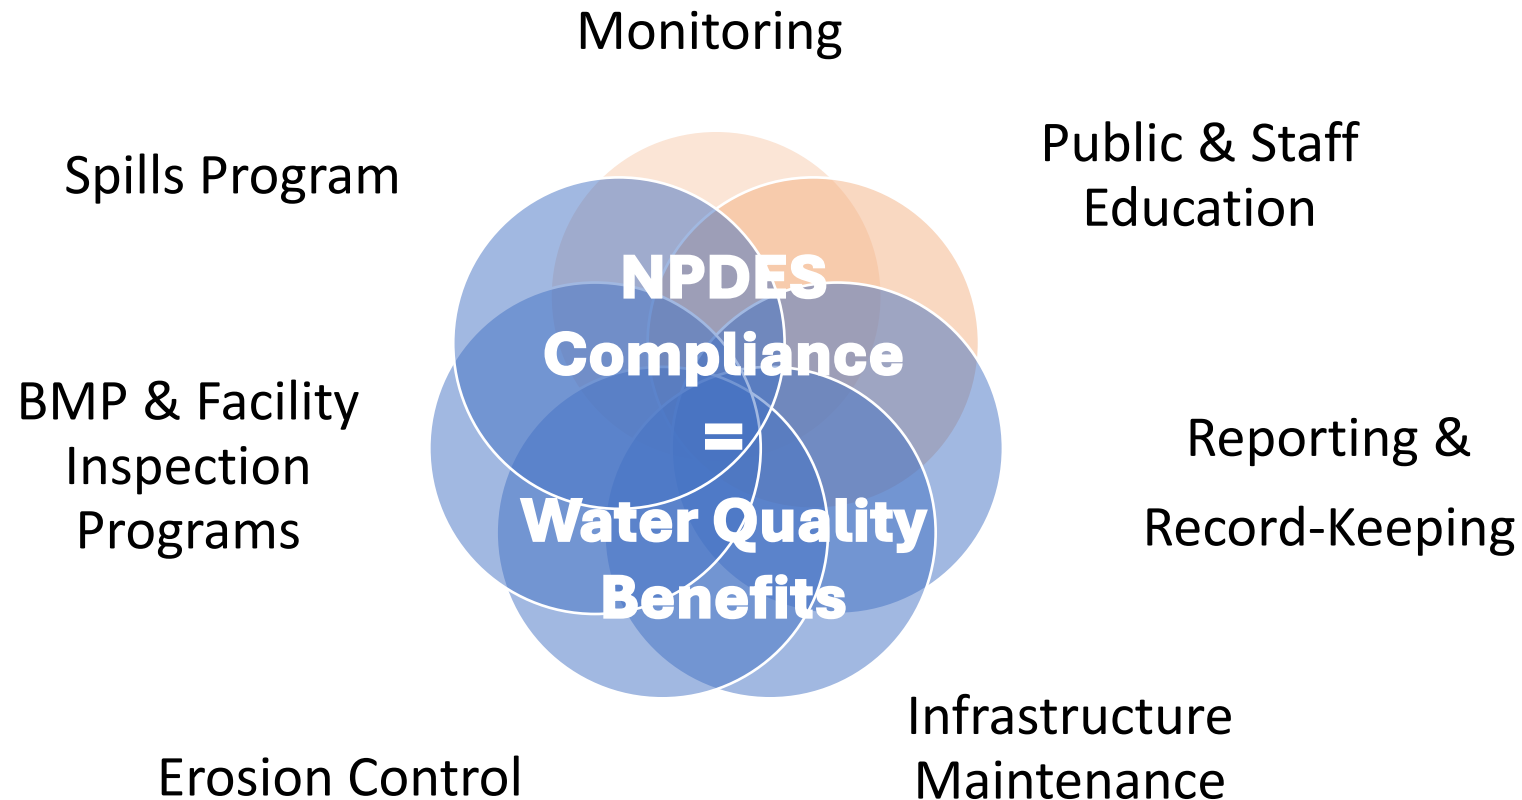 Monitoring
Public & Staff
Education
Spills Program
NPDES
Compliance
=
Water Quality
Benefits
BMP & Facility
Inspection
Programs
Reporting &
Record-Keeping
Infrastructure
Maintenance
Erosion Control